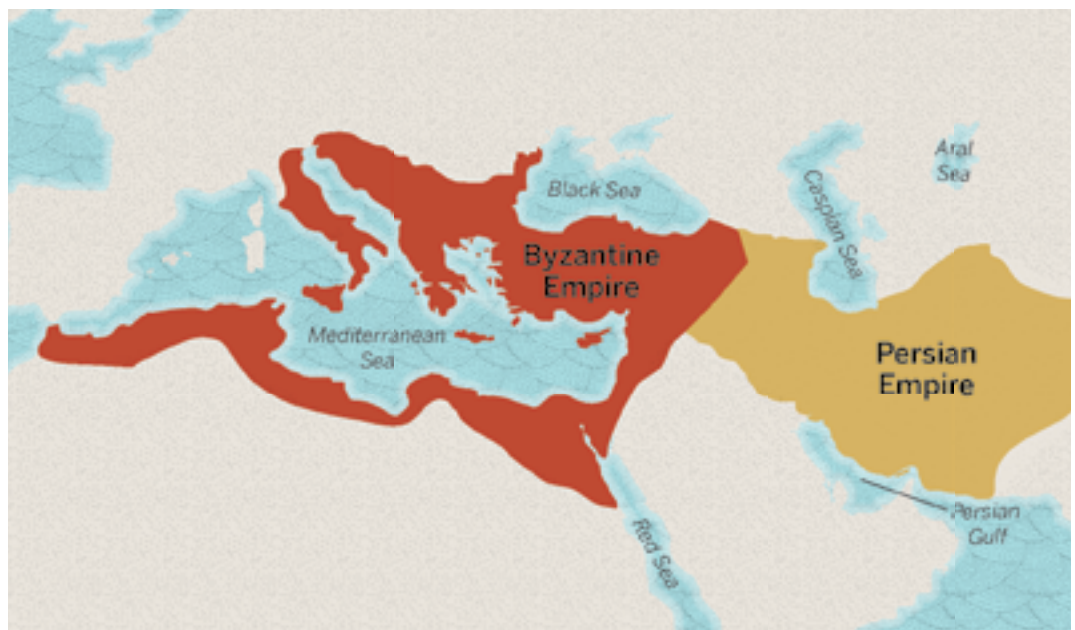 Aral
Sea
Black Sea
Caspian Sea
Byzantine
Empire
Mediterranean
Sea
Persian
Empire
Persian
Gulf
Red Sea